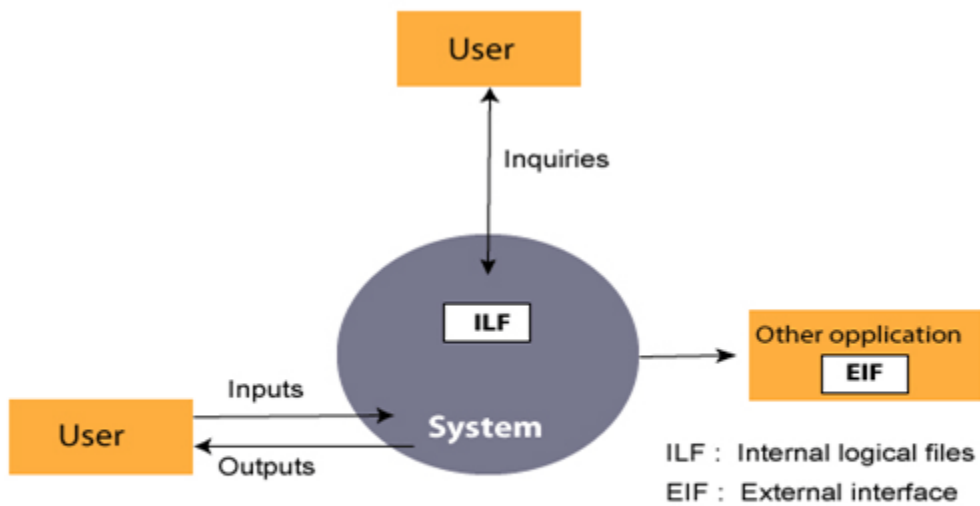 User
Inquiries
ILF
Other opplication
EIF
Inputs
User
System
Outputs
ILF : Internal logical files
EIF : External interface